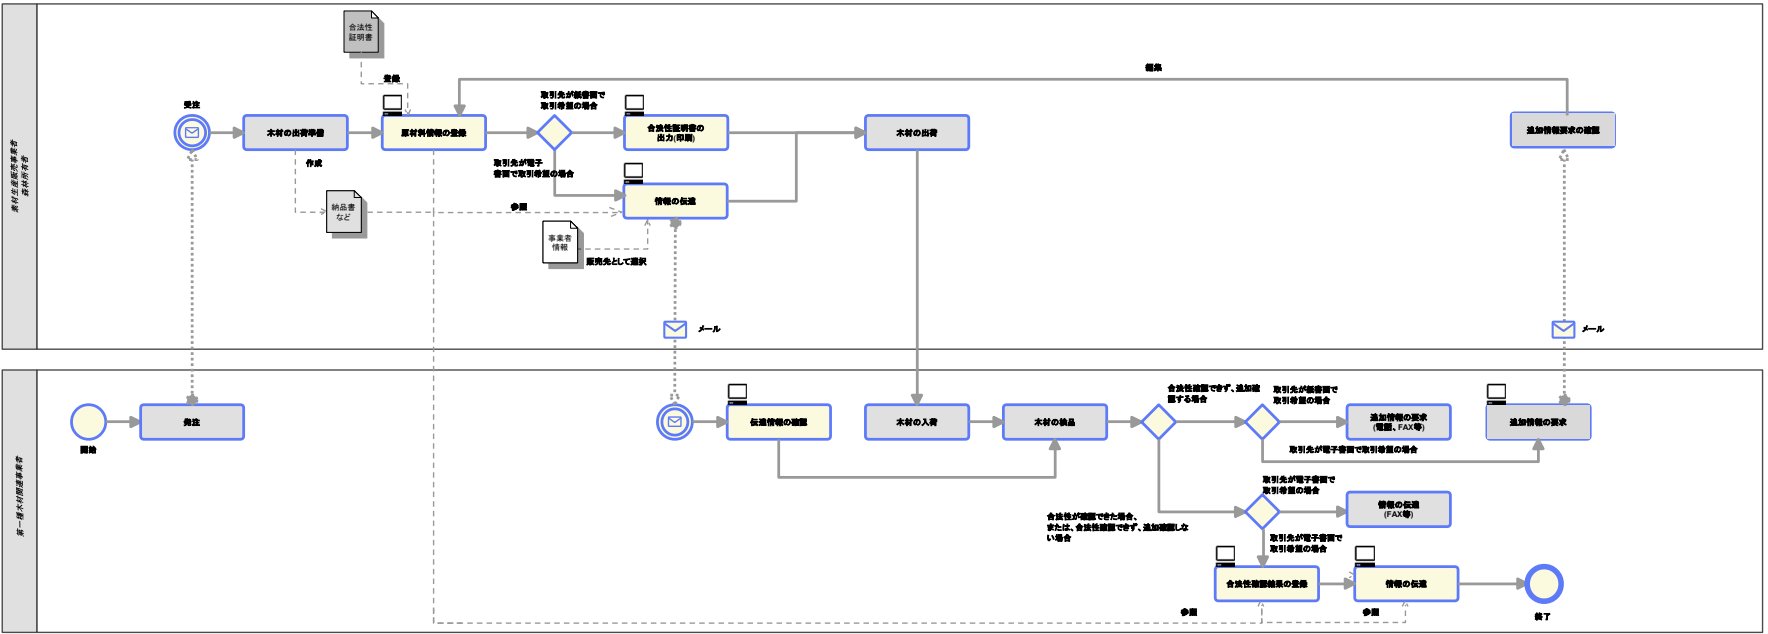 素材生産販売事業者
森林所有者
合法性
証明書
登録
編集
受注
木材の出荷準備
原材料情報の登録
取引先が紙書面で
取引希望の場合
合法性証明書の
出力(印刷)
木材の出荷
追加情報要求の確認
作成
取引先が電子
書面で取引希望の場合
納品書
など
参照
情報の伝達
事業者
情報
販売先として選択
メール
メール
第一種木材関連事業者
開始
発注
伝達情報の確認
木材の入荷
木材の検品
合法性確認できず、追加確
認する場合
取引先が紙書面で
取引希望の場合
追加情報の要求
(電話、FAX等)
追加情報の要求
取引先が電子書面で取引希望の場合
取引先が電子書面で
取引希望の場合
情報の伝達
(FAX等)
合法性が確認できた場合、
または、合法性確認できず、追加確認しな
い場合
取引先が電子書面で
取引希望の場合
合法性確認結果の登録
情報の伝達
終了
参照
参照